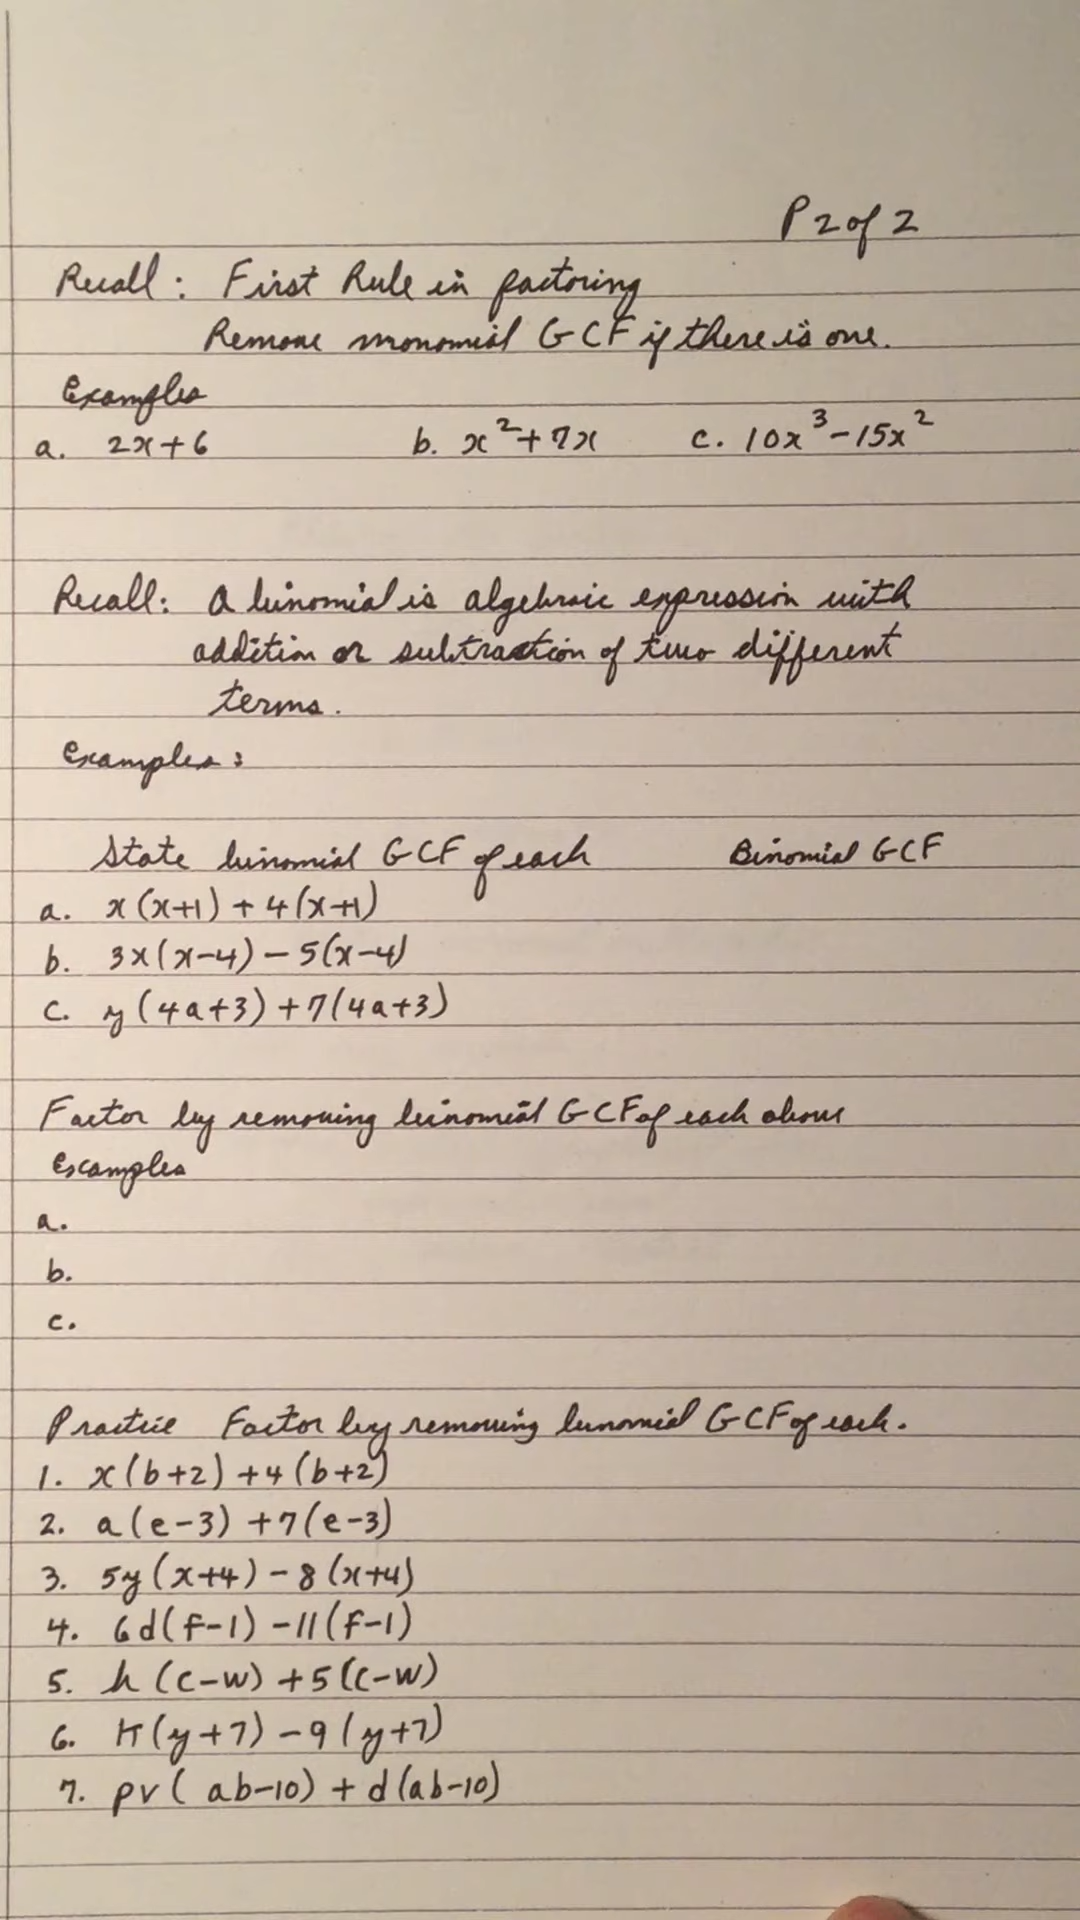 P 2 of 2
Recall: First Rule in factoring
Remove monomial GCF if there is one.
Examples
a. 2x+6 b. x²+7x c. 10x³-15x²
Recall: A binomial is algebraic expression with
addition or subtraction of two different
terms.
Examples:
State binomial GCF of each Binomial GCF
a. x(x+1) + 4(x+1)
b. 3x(x-4) - 5(x-4)
c. y(4a+3) + 7(4a+3)
Factor by removing binomial GCF of each above
Examples
a.
b.
c.
Practice Factor by removing binomial GCF of each.
1. x(b+2) + 4(b+2)
2. a(e-3) + 7(e-3)
3. 5y(x+4) - 8(x+4)
4. 6d(f-1) - 11(f-1)
5. h(c-w) + 5(c-w)
6. K(y+7) - 9(y+7)
7. pv(ab-10) + d(ab-10)